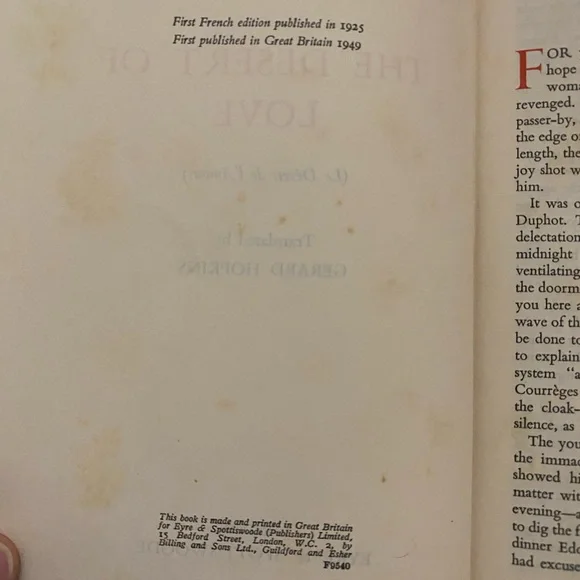 First French edition published in 1925
First published in Great Britain 1949
THE DESERT OF
LOVE
Translated by
GERARD HOPKINS
This book is made and printed in Great Britain
for Eyre & Spottiswoode (Publishers) Limited,
15 Bedford Street, London, W.C. 2, by
Billing and Sons Ltd., Guildford and Esher
F9540
FOR
hope
woma
revenged.
passer-by,
the edge o
length, the
joy shot w
him.
It was o
Duphot. T
delectation
midnight
ventilating
the doorm
you here a
wave of th
be done to
to explain
system "a
Courrèges
the cloak—
silence, as
The you
the immac
showed hi
matter wi
evening—a
to dig the f
dinner Edd
had excuse